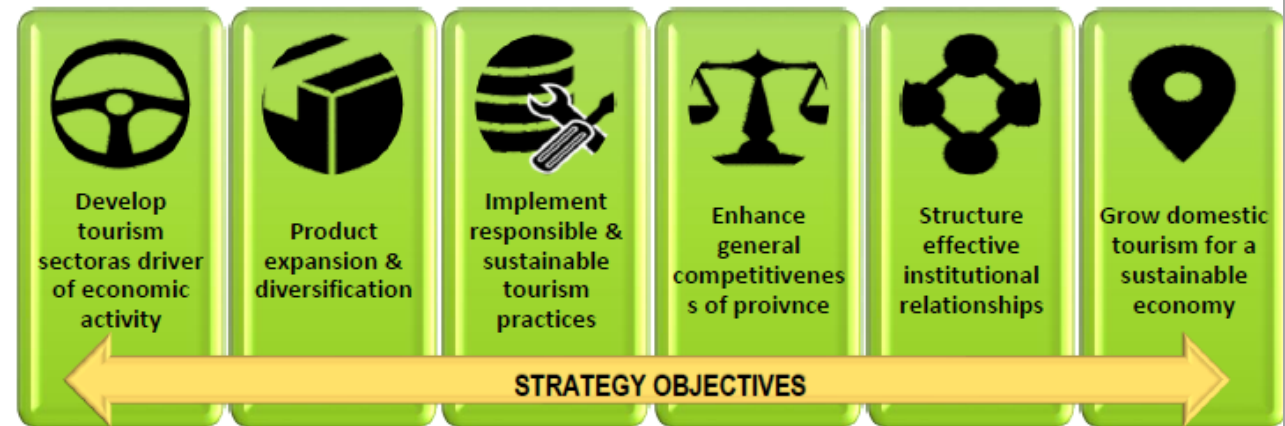 Develop
tourism
sectoras driver
of economic
activity
Product
expansion &
diversification
Implement
responsible &
sustainable
tourism
practices
Enhance
general
competitivenes
s of proivnce
Structure
effective
institutional
relationships
Grow domestic
tourism for a
sustainable
economy
STRATEGY OBJECTIVES